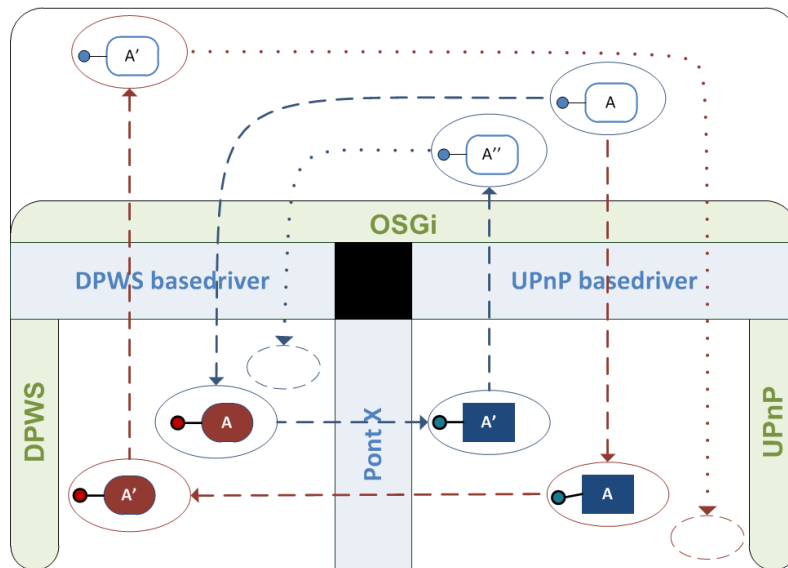 A'
A
A''
OSGi
DPWS basedriver
UPnP basedriver
DPWS
A
Pont X
A'
UPnP
A'
A